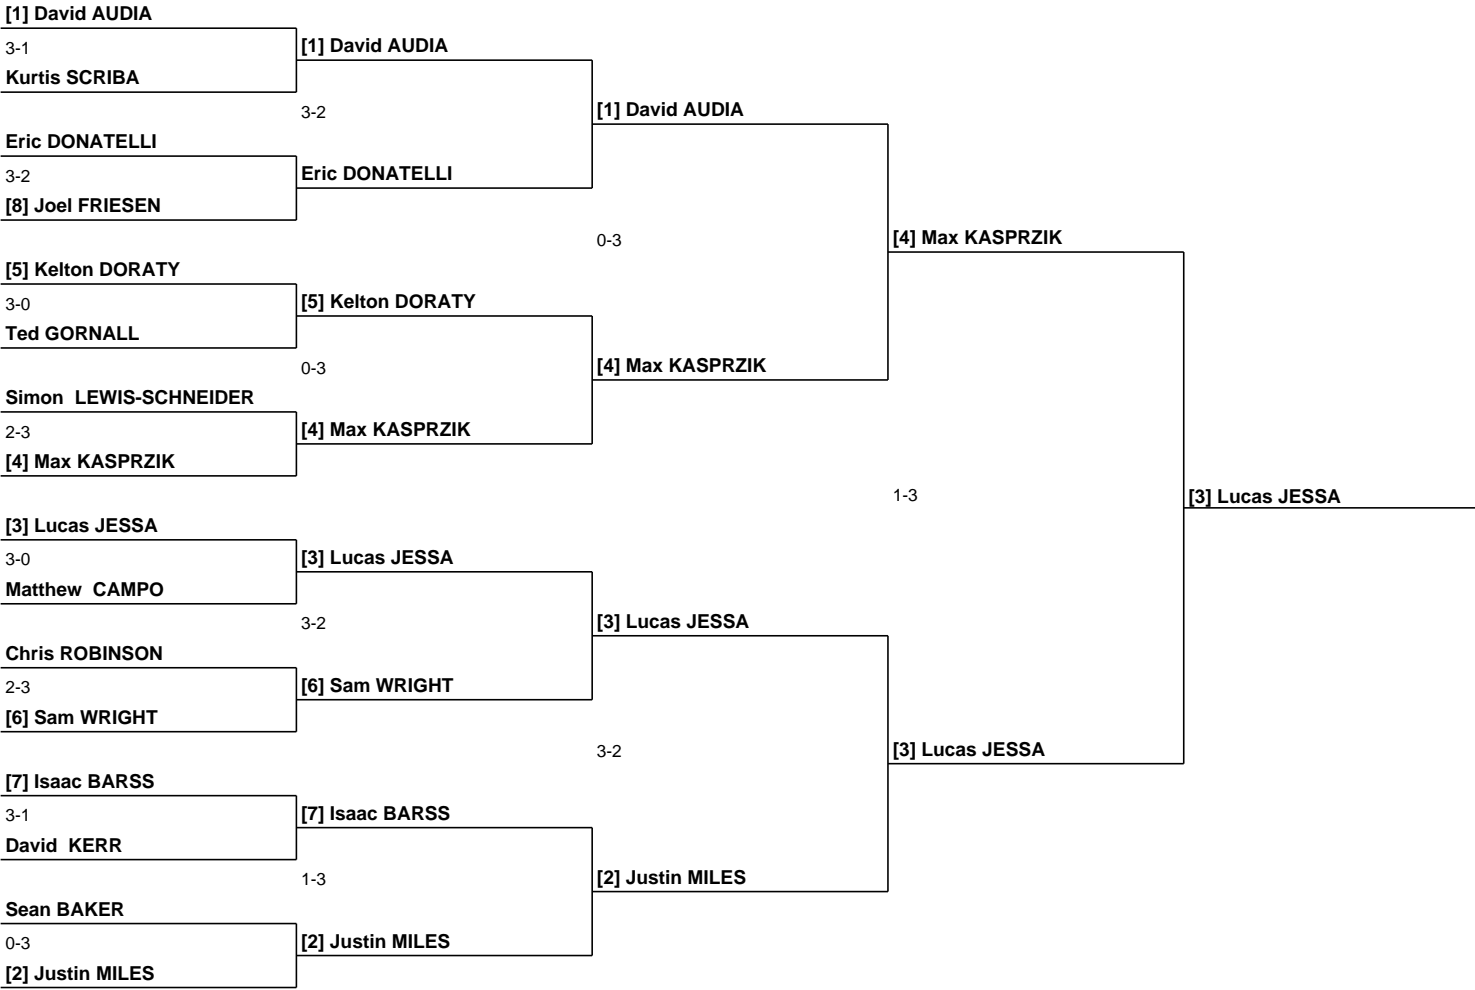 [1] David AUDIA
3-1
Kurtis SCRIBA
Eric DONATELLI
3-2
[8] Joel FRIESEN
[5] Kelton DORATY
3-0
Ted GORNALL
Simon  LEWIS-SCHNEIDER
2-3
[4] Max KASPRZIK
[3] Lucas JESSA
3-0
Matthew  CAMPO
Chris ROBINSON
2-3
[6] Sam WRIGHT
[7] Isaac BARSS
3-1
David  KERR
Sean BAKER
0-3
[2] Justin MILES
[1] David AUDIA
3-2
Eric DONATELLI
[5] Kelton DORATY
0-3
[4] Max KASPRZIK
[3] Lucas JESSA
3-2
[6] Sam WRIGHT
[7] Isaac BARSS
1-3
[2] Justin MILES
[1] David AUDIA
0-3
[4] Max KASPRZIK
[3] Lucas JESSA
3-2
[2] Justin MILES
[4] Max KASPRZIK
1-3
[3] Lucas JESSA
[3] Lucas JESSA